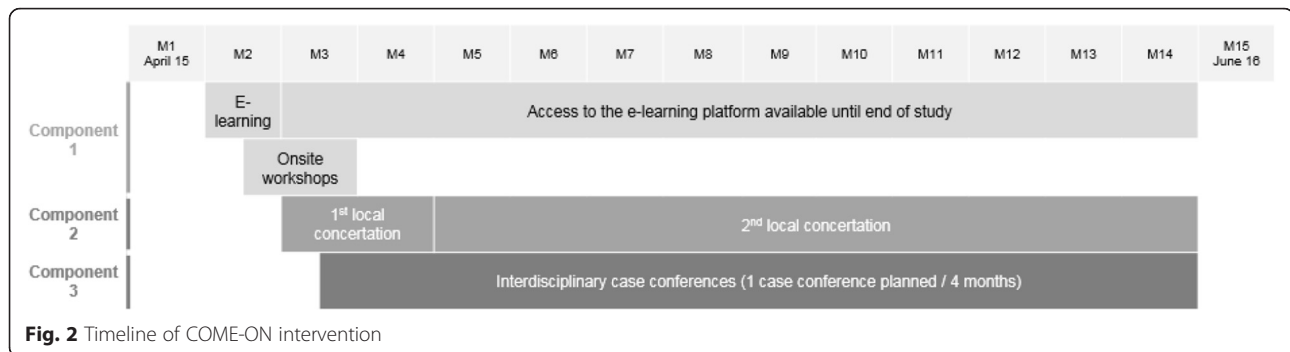 M1
April 15
M2
M3
M4
M5
M6
M7
M8
M9
M10
M11
M12
M13
M14
M15
June 16
Component
1
E-
learning
Access to the e-learning platform available until end of study
Onsite
workshops
Component
2
1st local
concertation
2nd local concertation
Component
3
Interdisciplinary case conferences (1 case conference planned / 4 months)
Fig. 2 Timeline of COME-ON intervention